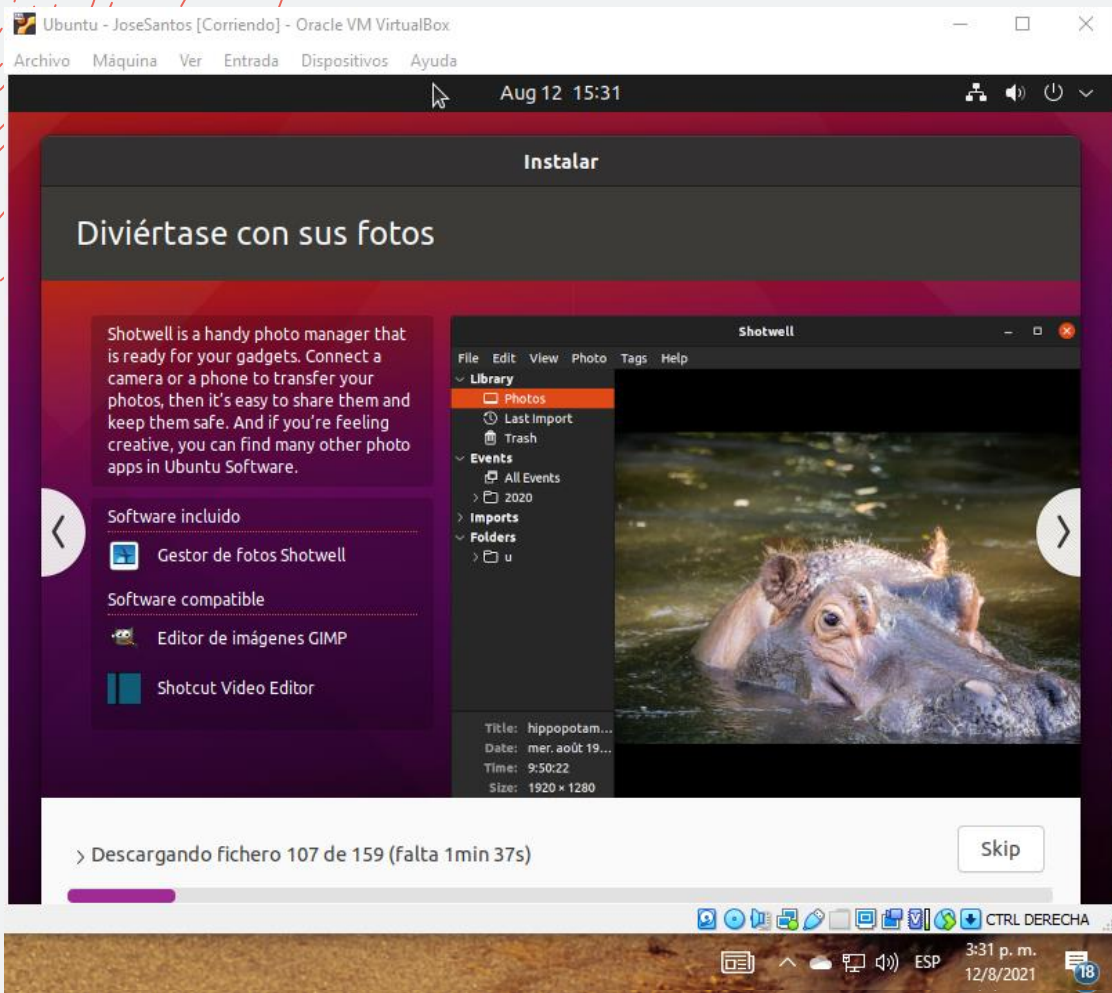 Ubuntu - JoseSantos [Corriendo] - Oracle VM VirtualBox
Archivo Máquina Ver Entrada Dispositivos Ayuda
Aug 12 15:31
Instalar
Diviértase con sus fotos
Shotwell is a handy photo manager that
is ready for your gadgets. Connect a
camera or a phone to transfer your
photos, then it's easy to share them and
keep them safe. And if you're feeling
creative, you can find many other photo
apps in Ubuntu Software.
Software incluido
Gestor de fotos Shotwell
Software compatible
Editor de imágenes GIMP
Shotcut Video Editor
Shotwell
File Edit View Photo Tags Help
Library
Photos
Last Import
Trash
Events
All Events
2020
Imports
Folders
u
Title: hippopotam...
Date: mer. août 19...
Time: 9:50:22
Size: 1920 × 1280
Descargando fichero 107 de 159 (falta 1min 37s)
Skip
CTRL DERECHA
ESP
3:31 p. m.
12/8/2021
18